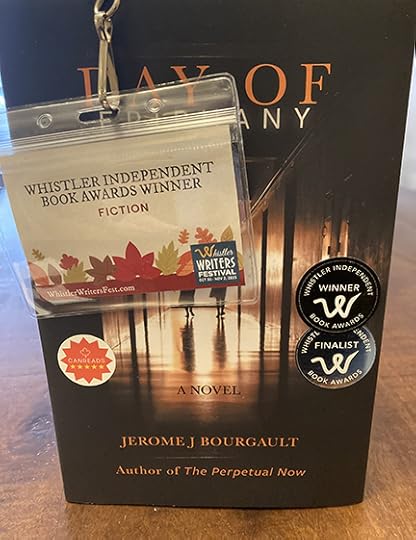 DAY OF
EPIPHANY
WHISTLER INDEPENDENT
BOOK AWARDS WINNER
FICTION
Whistler
WRITERS
FESTIVAL
WhistlerWritersFest.com
WHISTLER INDEPENDENT
WINNER
W
BOOK AWARDS
FINALIST
W
BOOK AWARDS
CANREADS
A NOVEL
JEROME J BOURGAULT
Author of The Perpetual Now